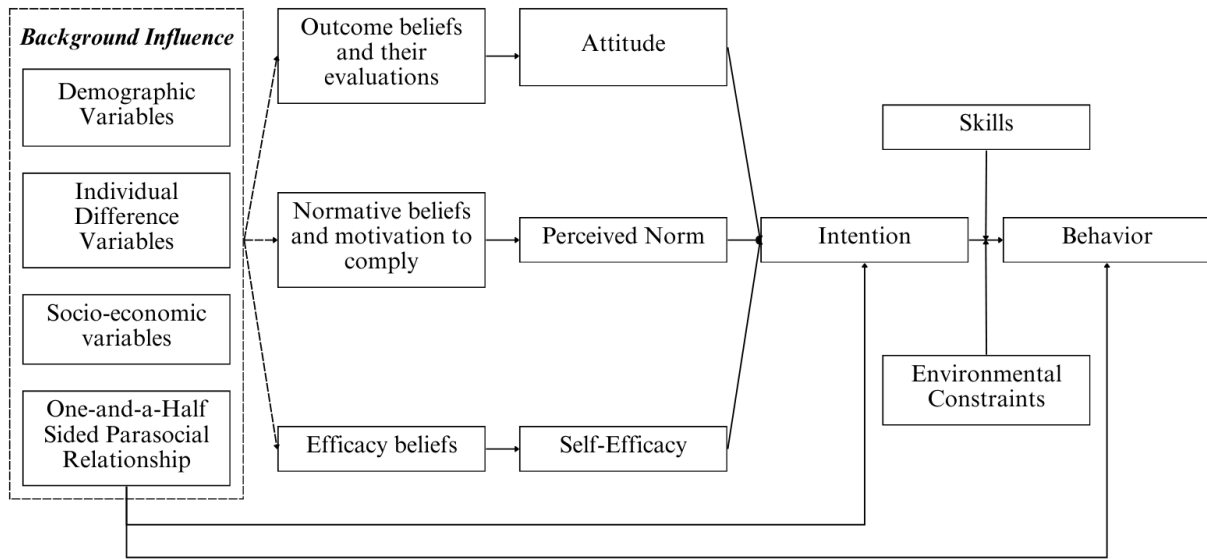 Background Influence
Demographic
Variables
Individual
Difference
Variables
Socio-economic
variables
One-and-a-Half
Sided Parasocial
Relationship
Outcome beliefs
and their
evaluations
Normative beliefs
and motivation to
comply
Efficacy beliefs
Attitude
Perceived Norm
Self-Efficacy
Intention
Skills
Environmental
Constraints
Behavior